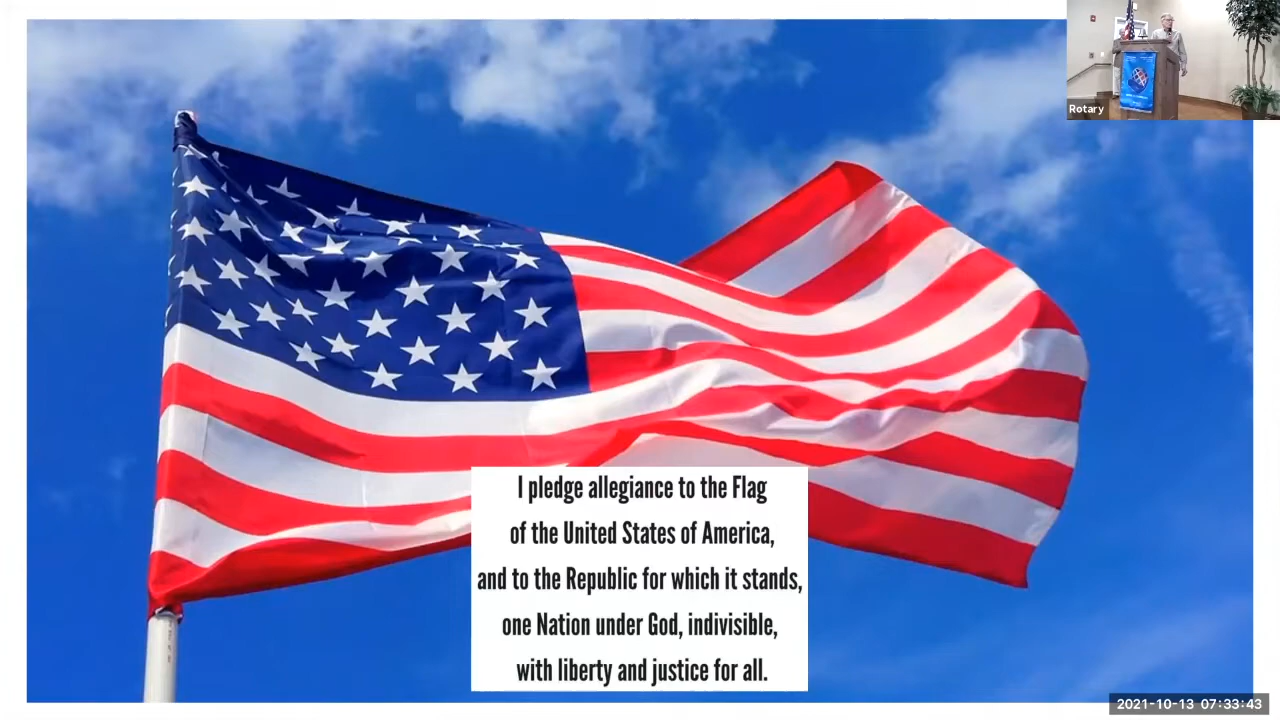 Rotary
I pledge allegiance to the Flag
of the United States of America,
and to the Republic for which it stands,
one Nation under God, indivisible,
with liberty and justice for all.
2021-10-13 07:33:43